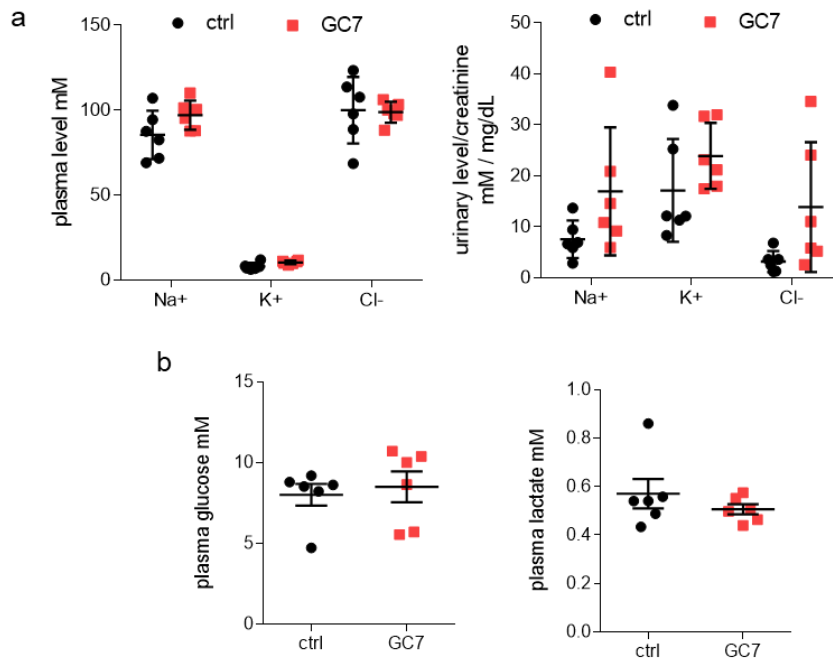 a
ctrl GC7
plasma level mM
150
100
50
0
Na+ K+ Cl-
ctrl GC7
urinary level/creatinine
mM / mg/dL
50
40
30
20
10
0
Na+ K+ Cl-
b
plasma glucose mM
15
10
5
0
ctrl GC7
plasma lactate mM
1.0
0.8
0.6
0.4
0.2
0.0
ctrl GC7